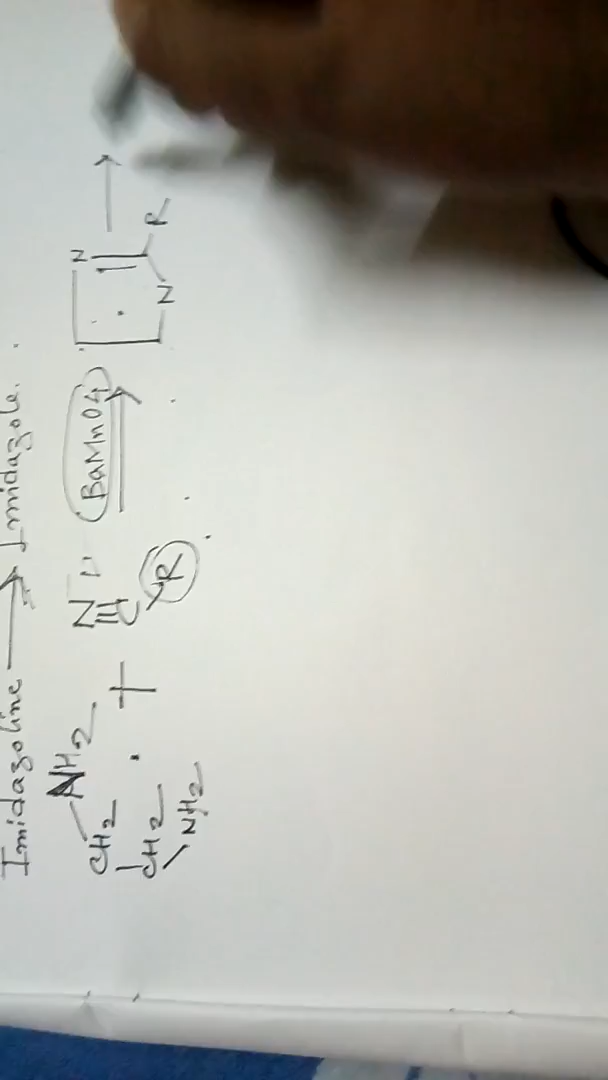 Imidazoline → Imidazole.
CH2 NH2 + N≡C R BaMnO4 N R →
CH2 N
NH2